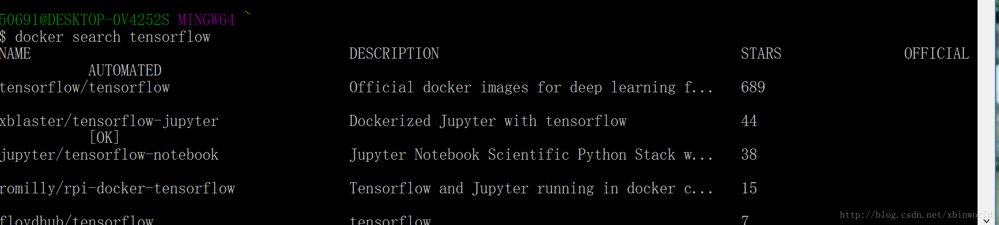 50691@DESKTOP-OV4252S MINGW64 ~
$ docker search tensorflow
NAME DESCRIPTION STARS OFFICIAL
AUTOMATED
tensorflow/tensorflow Official docker images for deep learning f... 689
xblaster/tensorflow-jupyter Dockerized Jupyter with tensorflow 44
[OK]
jupyter/tensorflow-notebook Jupyter Notebook Scientific Python Stack w... 38
romilly/rpi-docker-tensorflow Tensorflow and Jupyter running in docker c... 15
floydhub/tensorflow tensorflow 7
http://blog.csdn.net/xbinworld